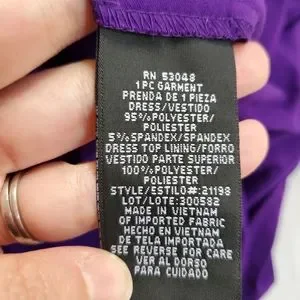 RN 53048
1 PC GARMENT
PRENDA DE 1 PIEZA
DRESS/VESTIDO
95% POLYESTER/
POLIESTER
5% SPANDEX/SPANDEX
DRESS TOP LINING/FORRO
VESTIDO PARTE SUPERIOR
100% POLYESTER/
POLIESTER
STYLE/ESTILO#:21198
LOT/LOTE:300582
MADE IN VIETNAM
OF IMPORTED FABRIC
HECHO EN VIETNAM
DE TELA IMPORTADA
SEE REVERSE FOR CARE
VER AL DORSO
PARA CUIDADO